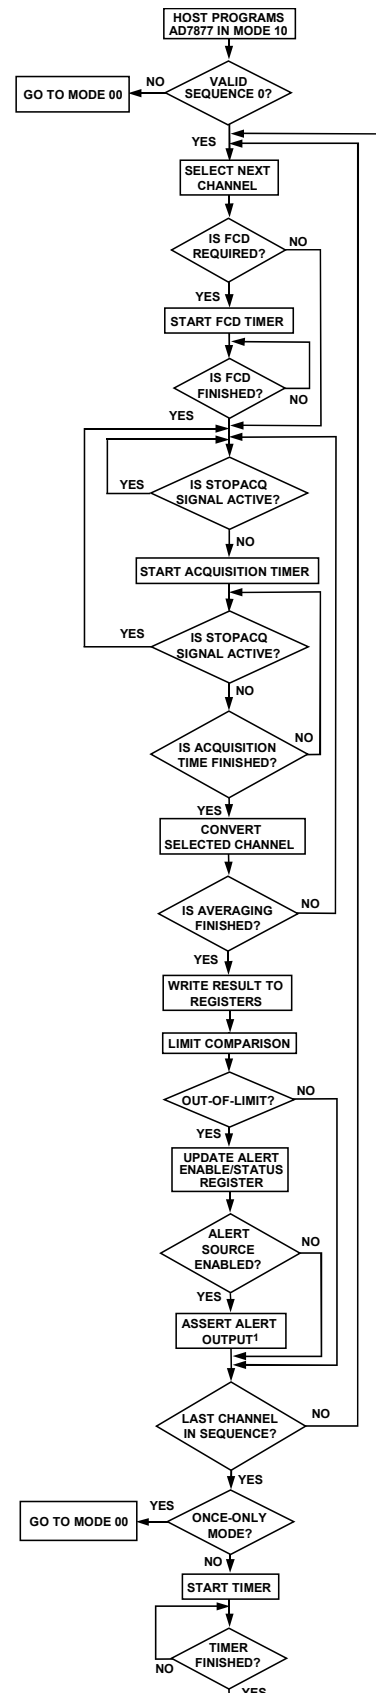 HOST PROGRAMS
AD7877 IN MODE 10
NO
VALID
SEQUENCE 0?
GO TO MODE 00
YES
SELECT NEXT
CHANNEL
IS FCD
REQUIRED?
NO
YES
START FCD TIMER
IS FCD
FINISHED?
NO
YES
YES
IS STOPACQ
SIGNAL ACTIVE?
NO
START ACQUISITION TIMER
YES
IS STOPACQ
SIGNAL ACTIVE?
NO
NO
IS ACQUISITION
TIME FINISHED?
YES
CONVERT
SELECTED CHANNEL
NO
IS AVERAGING
FINISHED?
YES
WRITE RESULT TO
REGISTERS
LIMIT COMPARISON
NO
OUT-OF-LIMIT?
YES
UPDATE ALERT
ENABLE/STATUS
REGISTER
ALERT
SOURCE
ENABLED?
NO
YES
ASSERT ALERT
OUTPUT1
LAST CHANNEL
IN SEQUENCE?
NO
YES
YES
ONCE-ONLY
MODE?
GO TO MODE 00
NO
START TIMER
TIMER
FINISHED?
NO
YES